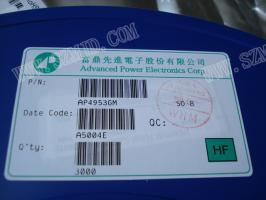 富鼎先進電子股份有限公司
Advanced Power Electronics Corp.
P/N:
AP4953GM
SO-8
Date Code:
QC:
A5004E
HF
Q'ty:
3000